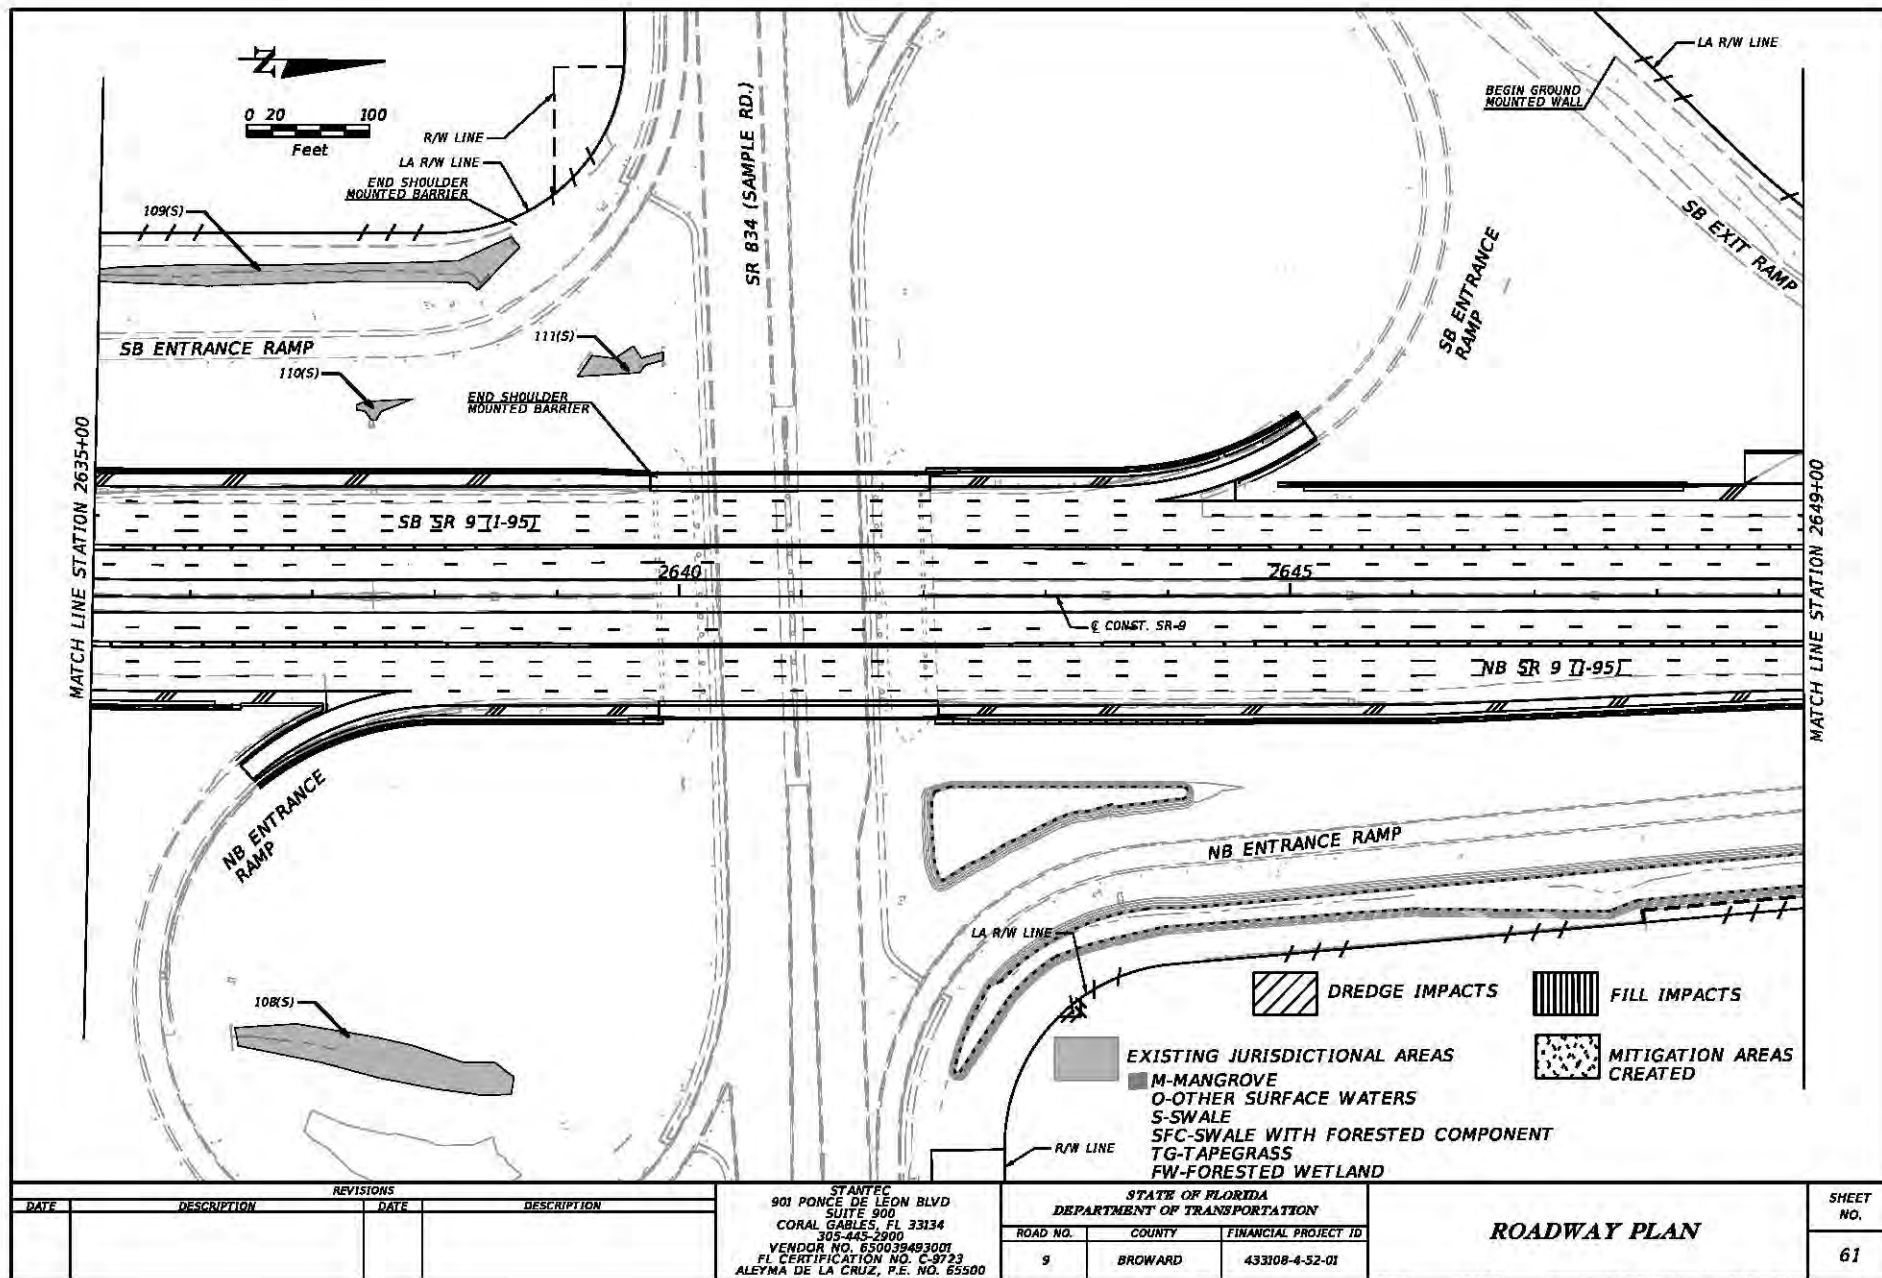 N
0 20 100
Feet
R/W LINE
LA R/W LINE
END SHOULDER
MOUNTED BARRIER
109(S)
SB ENTRANCE RAMP
110(S)
111(S)
END SHOULDER
MOUNTED BARRIER
SR 834 (SAMPLE RD.)
LA R/W LINE
BEGIN GROUND
MOUNTED WALL
SB EXIT RAMP
SB ENTRANCE
RAMP
MATCH LINE STATION 2635+00
MATCH LINE STATION 2649+00
SB SR 9 (I-95)
2640
2645
℄ CONST. SR-9
NB SR 9 (I-95)
NB ENTRANCE
RAMP
NB ENTRANCE RAMP
LA R/W LINE
108(S)
R/W LINE
DREDGE IMPACTS
FILL IMPACTS
EXISTING JURISDICTIONAL AREAS
MITIGATION AREAS
CREATED
M-MANGROVE
O-OTHER SURFACE WATERS
S-SWALE
SFC-SWALE WITH FORESTED COMPONENT
TG-TAPEGRASS
FW-FORESTED WETLAND
REVISIONS
DATE DESCRIPTION DATE DESCRIPTION
STANTEC
901 PONCE DE LEON BLVD
SUITE 900
CORAL GABLES, FL 33134
305-445-2900
VENDOR NO. 650039493001
FL CERTIFICATION NO. C-9723
ALEYMA DE LA CRUZ, P.E. NO. 65500
STATE OF FLORIDA
DEPARTMENT OF TRANSPORTATION
ROAD NO. COUNTY FINANCIAL PROJECT ID
9 BROWARD 433108-4-52-01
ROADWAY PLAN
SHEET
NO.
61